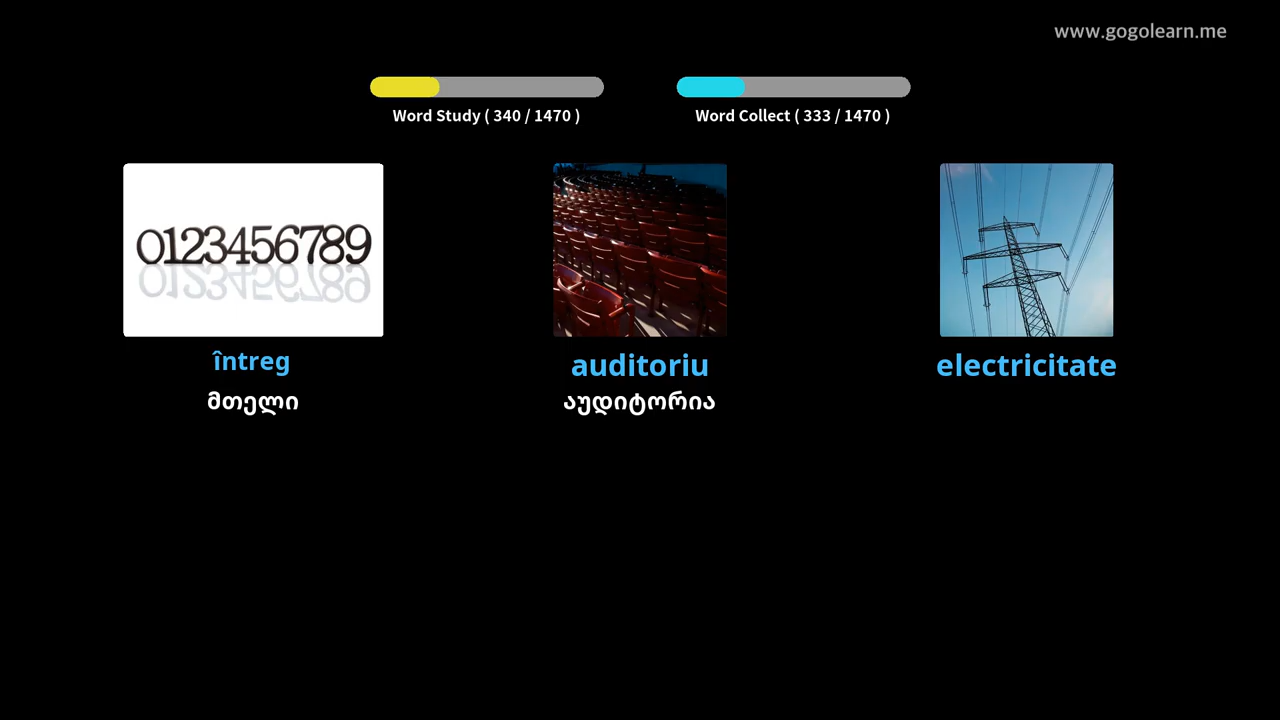 www.gogolearn.me
Word Study ( 340 / 1470 )
Word Collect ( 333 / 1470 )
0123456789
întreg
auditoriu
electricitate
მთელი
აუდიტორია